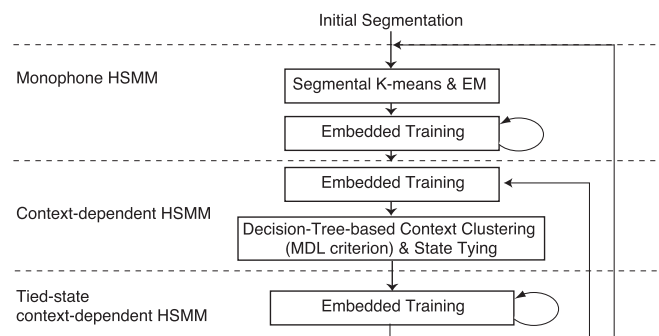 Initial Segmentation
Monophone HSMM
Segmental K-means & EM
Embedded Training
Embedded Training
Context-dependent HSMM
Decision-Tree-based Context Clustering
(MDL criterion) & State Tying
Tied-state
context-dependent HSMM
Embedded Training